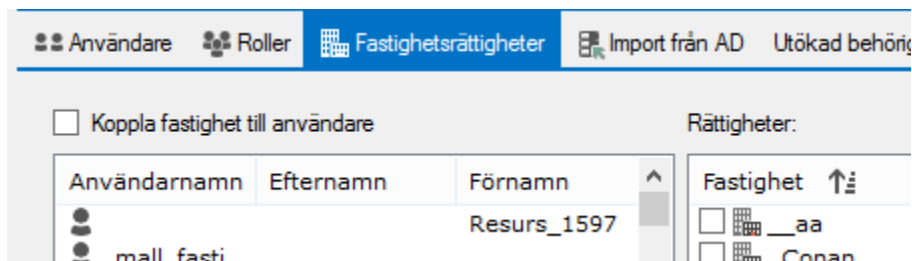 Användare Roller Fastighetsrättigheter Import från AD Utökad behörig
Koppla fastighet till användare Rättigheter:
Användarnamn Efternamn Förnamn Fastighet
Resurs_1597 __aa
mall_fasti Conan